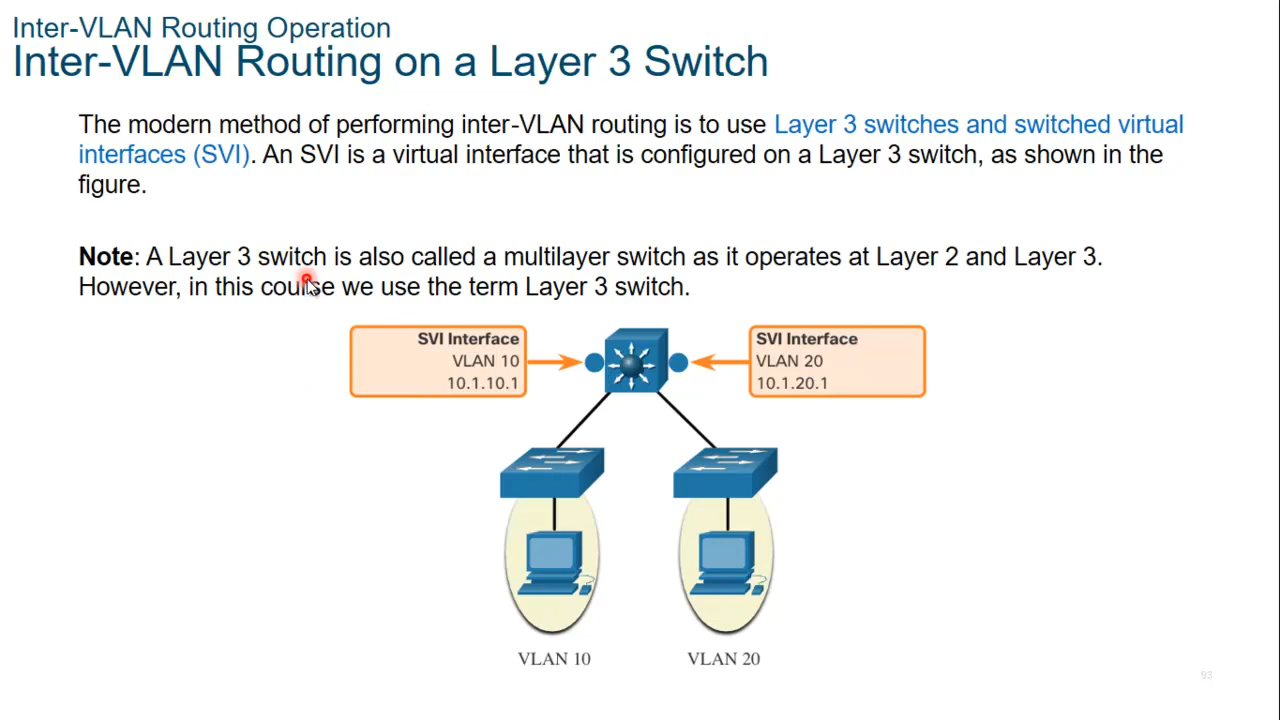 Inter-VLAN Routing Operation
Inter-VLAN Routing on a Layer 3 Switch
The modern method of performing inter-VLAN routing is to use Layer 3 switches and switched virtual
interfaces (SVI). An SVI is a virtual interface that is configured on a Layer 3 switch, as shown in the
figure.
Note: A Layer 3 switch is also called a multilayer switch as it operates at Layer 2 and Layer 3.
However, in this course we use the term Layer 3 switch.
SVI Interface
VLAN 10
10.1.10.1
SVI Interface
VLAN 20
10.1.20.1
VLAN 10
VLAN 20
93